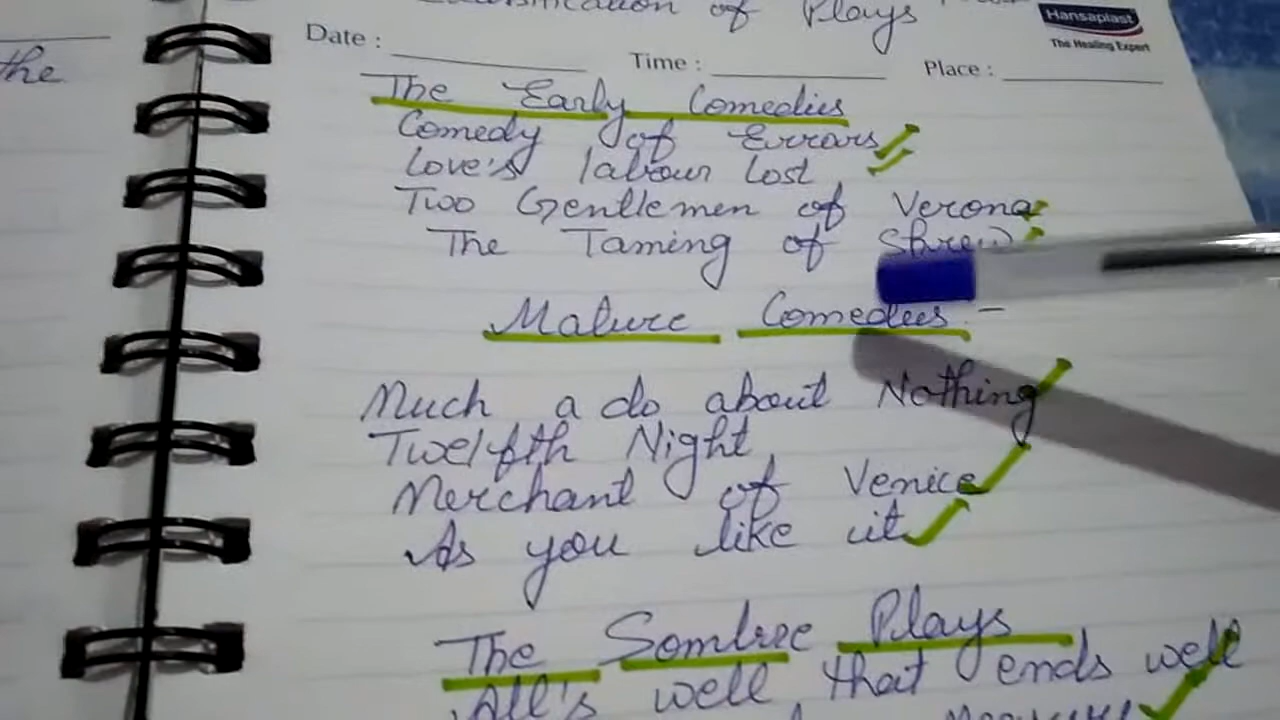 the
of Plays
Hansaplast
The Healing Expert
Date :
Time :
Place :
The Early Comedies
Comedy of Errors
Love's labour Lost
Two Gentlemen of Verona
The Taming of Shrew
Mature Comedies :-
Much a do about Nothing
Twelfth Night
Merchant of Venice
As you like it
The Sombre Plays
All's well that ends well